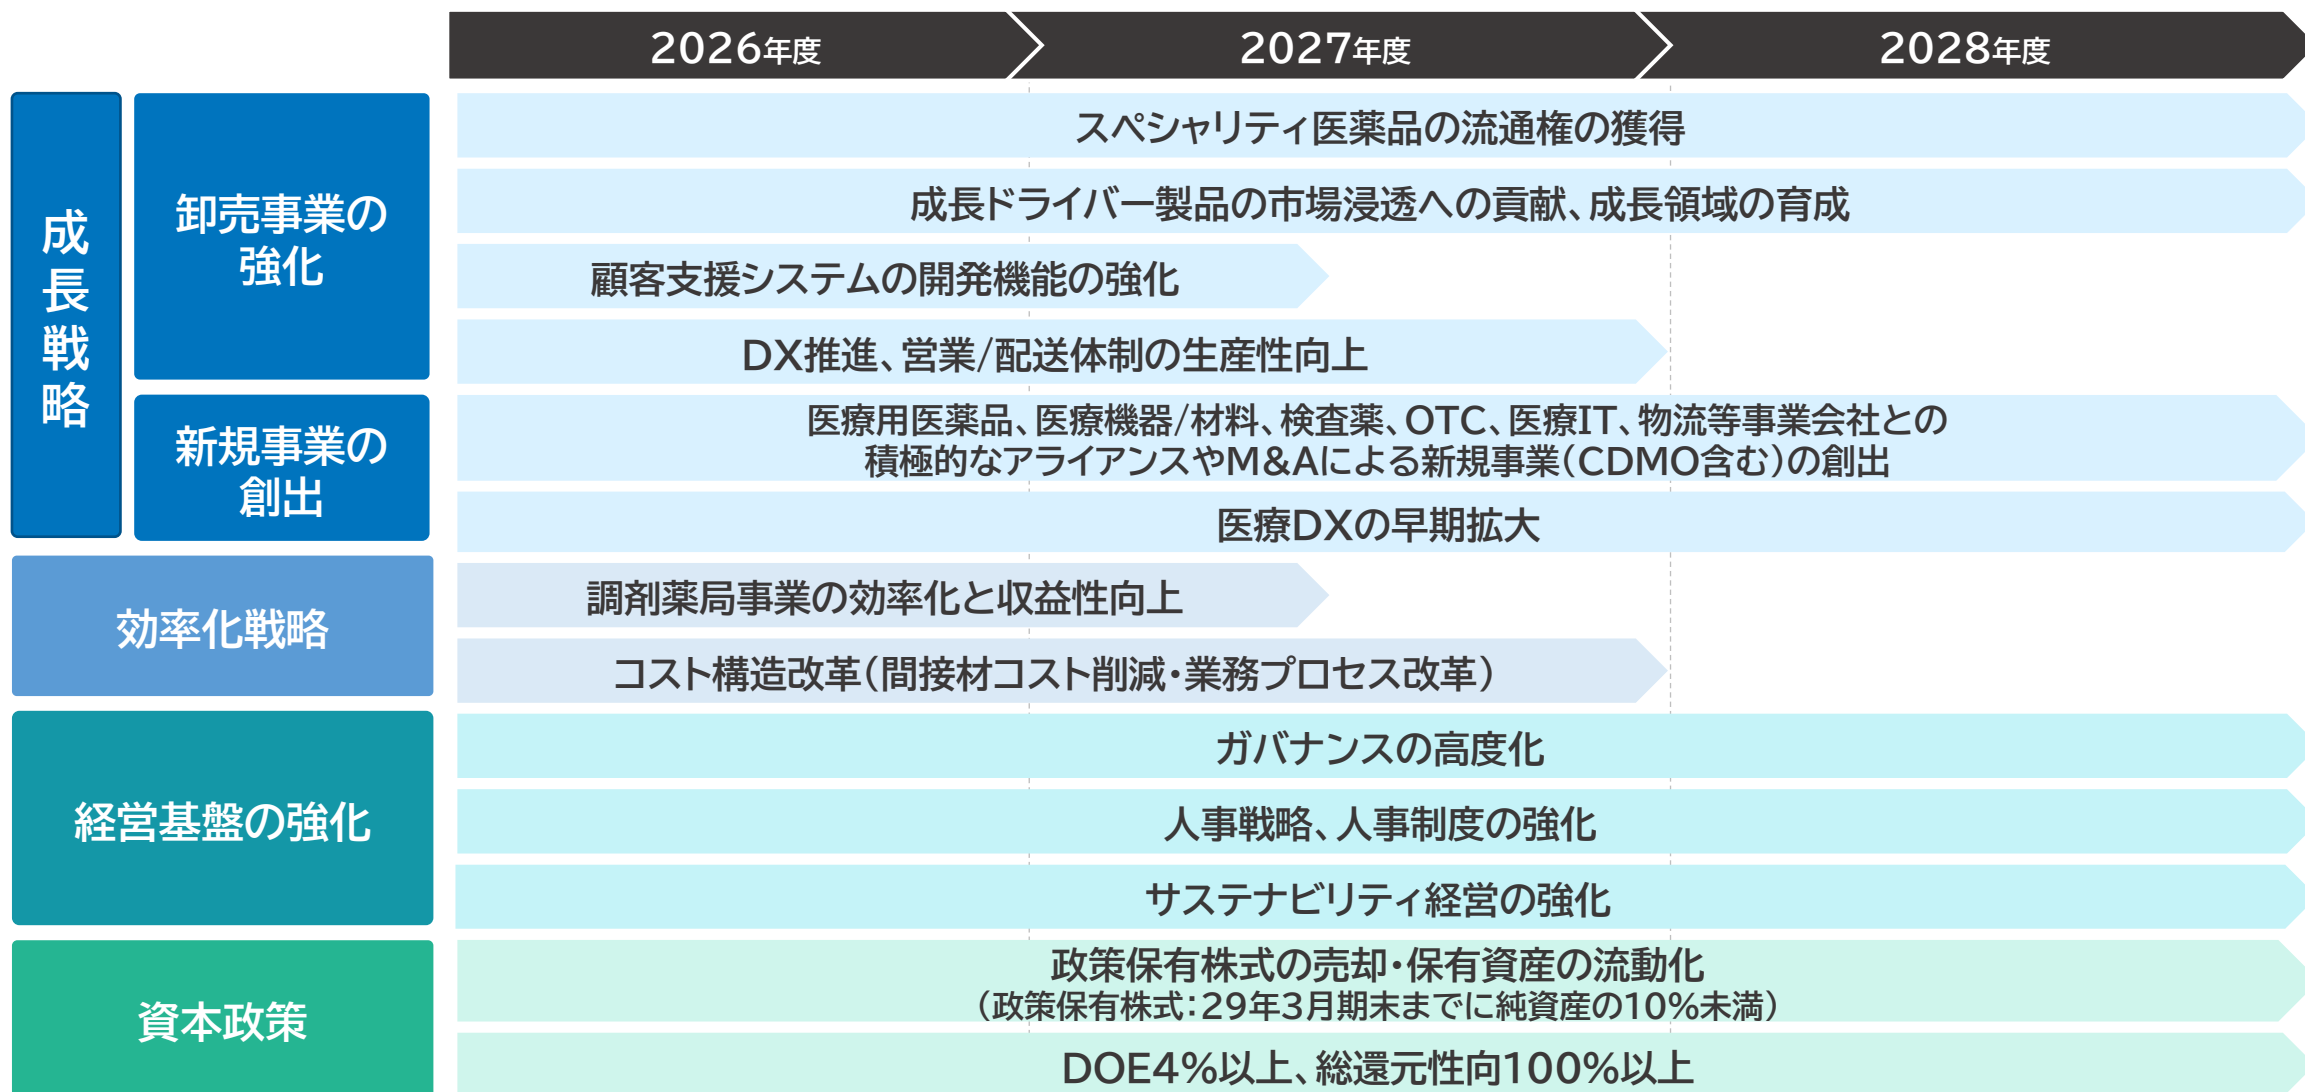 2026年度
2027年度
2028年度
成長戦略
卸売事業の
強化
スペシャリティ医薬品の流通権の獲得
成長ドライバー製品の市場浸透への貢献、成長領域の育成
顧客支援システムの開発機能の強化
DX推進、営業/配送体制の生産性向上
新規事業の
創出
医療用医薬品、医療機器/材料、検査薬、OTC、医療IT、物流等事業会社との
積極的なアライアンスやM&Aによる新規事業(CDMO含む)の創出
医療DXの早期拡大
効率化戦略
調剤薬局事業の効率化と収益性向上
コスト構造改革(間接材コスト削減・業務プロセス改革)
経営基盤の強化
ガバナンスの高度化
人事戦略、人事制度の強化
サステナビリティ経営の強化
資本政策
政策保有株式の売却・保有資産の流動化
(政策保有株式:29年3月期末までに純資産の10%未満)
DOE4%以上、総還元性向100%以上